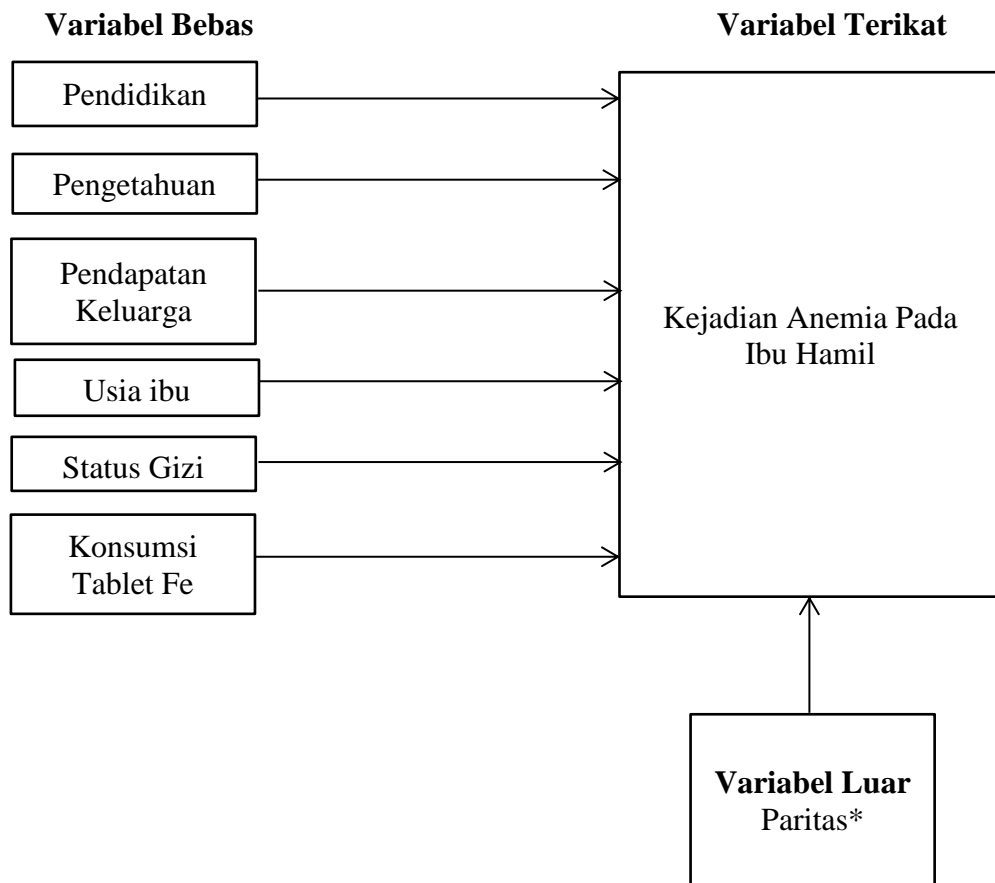 Variabel Bebas
Variabel Terikat
Pendidikan
Pengetahuan
Pendapatan
Keluarga
Usia ibu
Status Gizi
Konsumsi
Tablet Fe
Kejadian Anemia Pada
Ibu Hamil
Variabel Luar
Paritas*